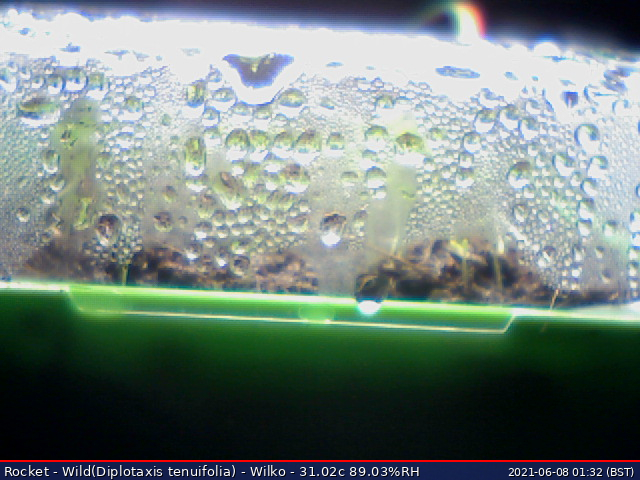 Rocket - Wild(Diplotaxis tenuifolia) - Wilko - 31.02c 89.03%RH
2021-06-08 01:32 (BST)